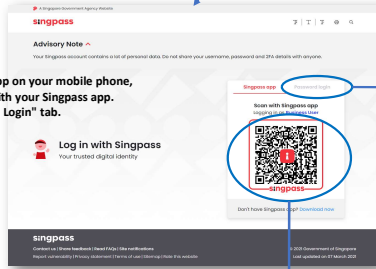 A Singapore Government Agency Website
singpass
Advisory Note
Your Singpass account contains a lot of personal data. Do not share your username, password and 2FA details with anyone.
pp on your mobile phone,
ith your Singpass app.
Login" tab.
Singpass app
Password login
Scan with Singpass app
Logging in as Business User
Log in with Singpass
Your trusted digital identity
singpass
Don't have Singpass app? Download now
singpass
Contact us | Share feedback | Read FAQs | Site notifications
Report vulnerability | Privacy statement | Terms of use | Sitemap | Rate this website
© 2021 Government of Singapore
Last updated on 07 March 2021